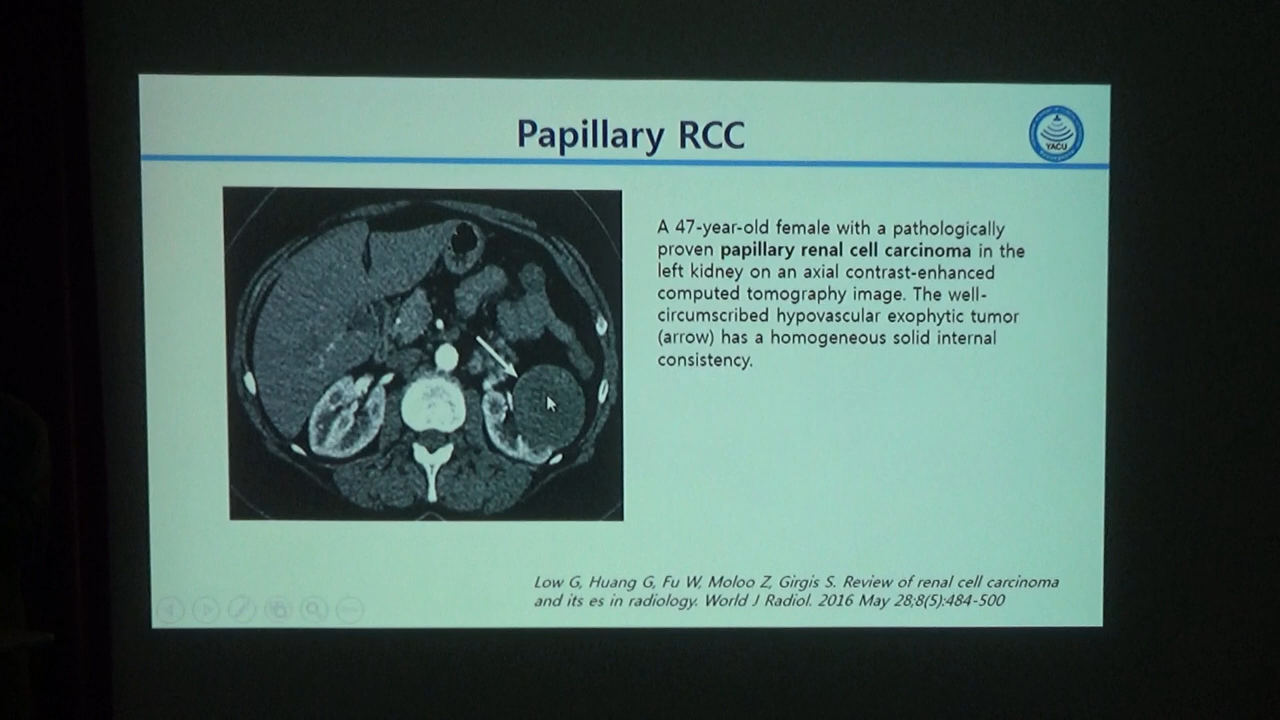 Papillary RCC
YACU
A 47-year-old female with a pathologically
proven papillary renal cell carcinoma in the
left kidney on an axial contrast-enhanced
computed tomography image. The well-
circumscribed hypovascular exophytic tumor
(arrow) has a homogeneous solid internal
consistency.
Low G, Huang G, Fu W, Moloo Z, Girgis S. Review of renal cell carcinoma
and its es in radiology. World J Radiol. 2016 May 28;8(5):484-500